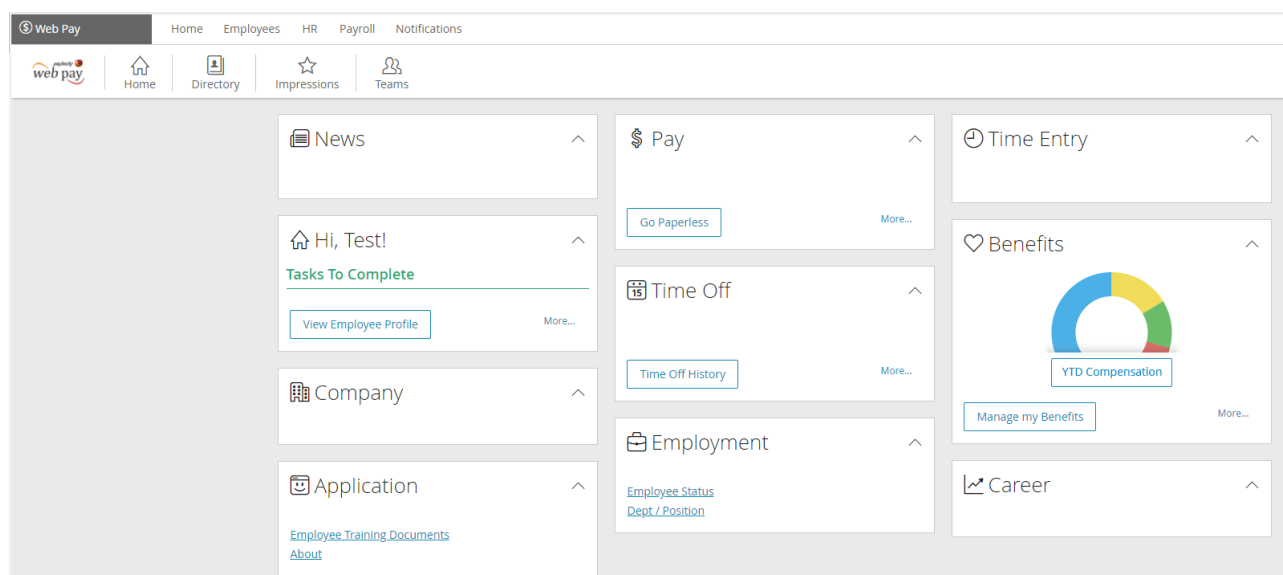 Web Pay
Home Employees HR Payroll Notifications
paylocity
web pay
Home
Directory
Impressions
Teams
News
Hi, Test!
Tasks To Complete
View Employee Profile
More...
Company
Application
Employee Training Documents
About
$ Pay
Go Paperless
More...
15
Time Off
Time Off History
More...
Employment
Employee Status
Dept / Position
Time Entry
Benefits
YTD Compensation
Manage my Benefits
More...
Career